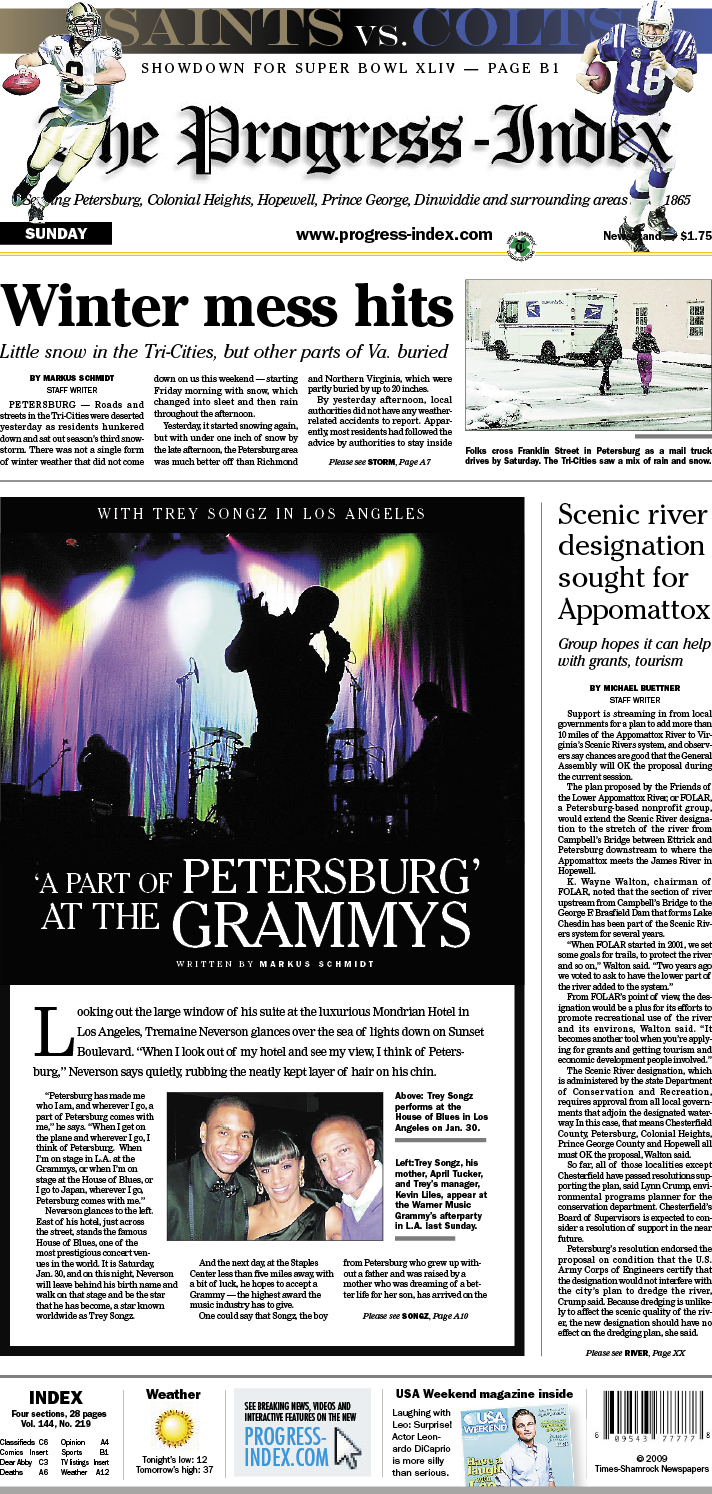 SAINTS VS. COLTS
SHOWDOWN FOR SUPER BOWL XLIV — PAGE B1
The Progress-Index
Serving Petersburg, Colonial Heights, Hopewell, Prince George, Dinwiddie and surrounding areas 1865
SUNDAY
www.progress-index.com
Newsstand $1.75
Winter mess hits
Little snow in the Tri-Cities, but other parts of Va. buried
BY MARKUS SCHMIDT
STAFF WRITER
PETERSBURG — Roads and
streets in the Tri-Cities were deserted
yesterday as residents hunkered
down and sat out season's third snow-
storm. There was not a single form
of winter weather that did not come
down on us this weekend — starting
Friday morning with snow, which
changed into sleet and then rain
throughout the afternoon.
Yesterday, it started snowing again,
but with under one inch of snow by
the late afternoon, the Petersburg area
was much better off than Richmond
and Northern Virginia, which were
partly buried by up to 20 inches.
By yesterday afternoon, local
authorities did not have any weather-
related accidents to report. Appar-
ently, most residents had followed the
advice by authorities to stay inside
Please see STORM, Page A7
Folks cross Franklin Street in Petersburg as a mail truck
drives by Saturday. The Tri-Cities saw a mix of rain and snow.
WITH TREY SONGZ IN LOS ANGELES
'A PART OF PETERSBURG'
AT THE GRAMMYS
WRITTEN BY MARKUS SCHMIDT
Looking out the large window of his suite at the luxurious Mondrian Hotel in
Los Angeles, Tremaine Neverson glances over the sea of lights down on Sunset
Boulevard. “When I look out of my hotel and see my view, I think of Peters-
burg,” Neverson says quietly, rubbing the neatly kept layer of hair on his chin.
“Petersburg has made me
who I am, and wherever I go, a
part of Petersburg comes with
me,” he says. “When I get on
the plane and wherever I go, I
think of Petersburg. When
I'm on stage in L.A. at the
Grammys, or when I'm on
stage at the House of Blues, or
I go to Japan, wherever I go,
Petersburg comes with me.”
Neverson glances to the left.
East of his hotel, just across
the street, stands the famous
House of Blues, one of the
most prestigious concert ven-
ues in the world. It is Saturday,
Jan. 30, and on this night, Neverson
will leave behind his birth name and
walk on that stage and be the star
that he has become, a star known
worldwide as Trey Songz.
Above: Trey Songz
performs at the
House of Blues in Los
Angeles on Jan. 30.
Left:Trey Songz, his
mother, April Tucker,
and Trey's manager,
Kevin Liles, appear at
the Warner Music
Grammy's afterparty
in L.A. last Sunday.
And the next day, at the Staples
Center less than five miles away, with
a bit of luck, he hopes to accept a
Grammy — the highest award the
music industry has to give.
One could say that Songz, the boy
from Petersburg who grew up with-
out a father and was raised by a
mother who was dreaming of a bet-
ter life for her son, has arrived on the
Please see SONGZ, Page A10
Scenic river
designation
sought for
Appomattox
Group hopes it can help
with grants, tourism
BY MICHAEL BUETTNER
STAFF WRITER
Support is streaming in from local
governments for a plan to add more than
10 miles of the Appomattox River to Vir-
ginia's Scenic Rivers system, and observ-
ers say chances are good that the General
Assembly will OK the proposal during
the current session.
The plan proposed by the Friends of
the Lower Appomattox River, or FOLAR,
a Petersburg-based nonprofit group,
would extend the Scenic River designa-
tion to the stretch of the river from
Campbell's Bridge between Ettrick and
Petersburg downstream to where the
Appomattox meets the James River in
Hopewell.
K. Wayne Walton, chairman of
FOLAR, noted that the section of river
upstream from Campbell's Bridge to the
George F. Brasfield Dam that forms Lake
Chesdin has been part of the Scenic Riv-
ers system for several years.
“When FOLAR started in 2001, we set
some goals for trails, to protect the river
and so on,” Walton said. “Two years ago
we voted to ask to have the lower part of
the river added to the system.”
From FOLAR's point of view, the des-
ignation would be a plus for its efforts to
promote recreational use of the river
and its environs, Walton said. “It
becomes another tool when you're apply-
ing for grants and getting tourism and
economic development people involved.”
The Scenic River designation, which
is administered by the state Department
of Conservation and Recreation,
requires approval from all local govern-
ments that adjoin the designated water-
way. In this case, that means Chesterfield
County, Petersburg, Colonial Heights,
Prince George County and Hopewell all
must OK the proposal, Walton said.
So far, all of those localities except
Chesterfield have passed resolutions sup-
porting the plan, said Lynn Crump, envi-
ronmental programs planner for the
conservation department. Chesterfield's
Board of Supervisors is expected to con-
sider a resolution of support in the near
future.
Petersburg's resolution endorsed the
proposal on condition that the U.S.
Army Corps of Engineers certify that
the designation would not interfere with
the city's plan to dredge the river,
Crump said. Because dredging is unlike-
ly to affect the scenic quality of the riv-
er, the new designation should have no
effect on the dredging plan, she said.
Please see RIVER, Page XX
INDEX
Four sections, 28 pages
Vol. 144, No. 219
Classifieds C6 Opinion A4
Comics Insert Sports B1
Dear Abby C3 TV listings Insert
Deaths A6 Weather A12
Weather
Tonight's low: 12
Tomorrow's high: 37
SEE BREAKING NEWS, VIDEOS AND
INTERACTIVE FEATURES ON THE NEW
PROGRESS-
INDEX.COM
USA Weekend magazine inside
Laughing with
Leo: Surprise!
Actor Leon-
ardo DiCaprio
is more silly
than serious.
USA
WEEKEND
Have a
laugh
with
Leo
6 09543 77777 8
© 2009
Times-Shamrock Newspapers